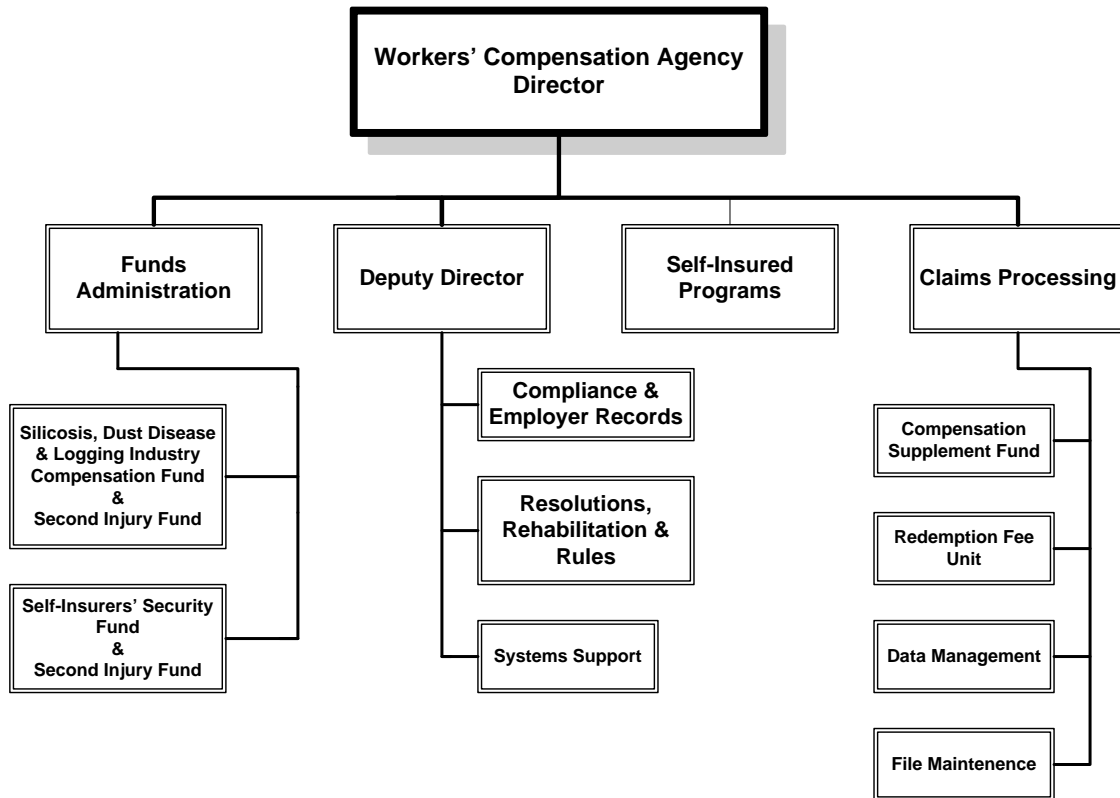 Workers’ Compensation Agency
Director
Funds
Administration
Deputy Director
Self-Insured
Programs
Claims Processing
Silicosis, Dust Disease
& Logging Industry
Compensation Fund
&
Second Injury Fund
Self-Insurers’ Security
Fund
&
Second Injury Fund
Compliance &
Employer Records
Resolutions,
Rehabilitation &
Rules
Systems Support
Compensation
Supplement Fund
Redemption Fee
Unit
Data Management
File Maintenence